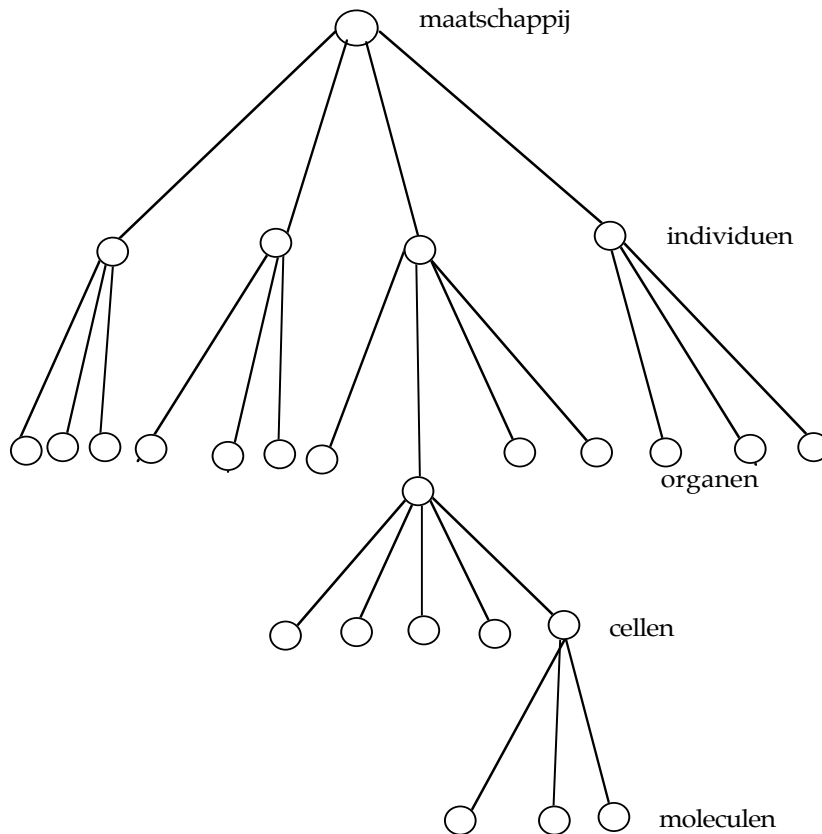 maatschappij
individuen
organen
cellen
moleculen